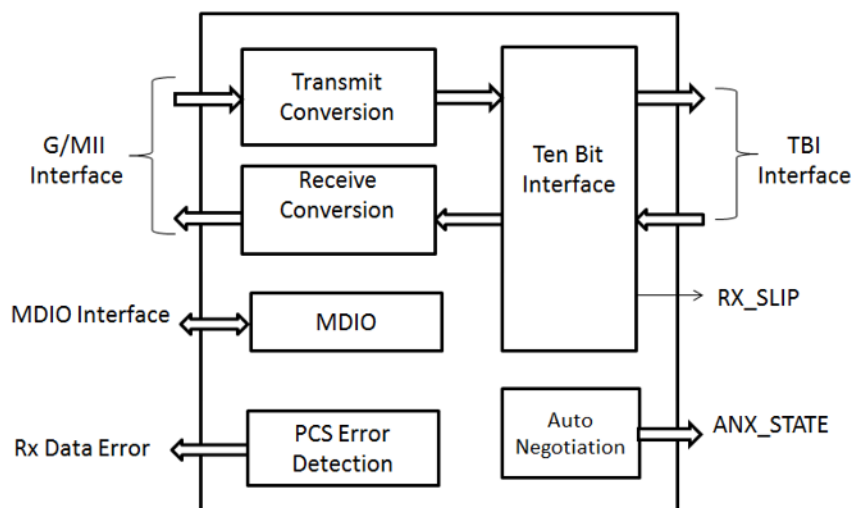 Transmit
Conversion
G/MII
Interface
Receive
Conversion
Ten Bit
Interface
TBI
Interface
RX_SLIP
MDIO Interface
MDIO
Rx Data Error
PCS Error
Detection
Auto
Negotiation
ANX_STATE